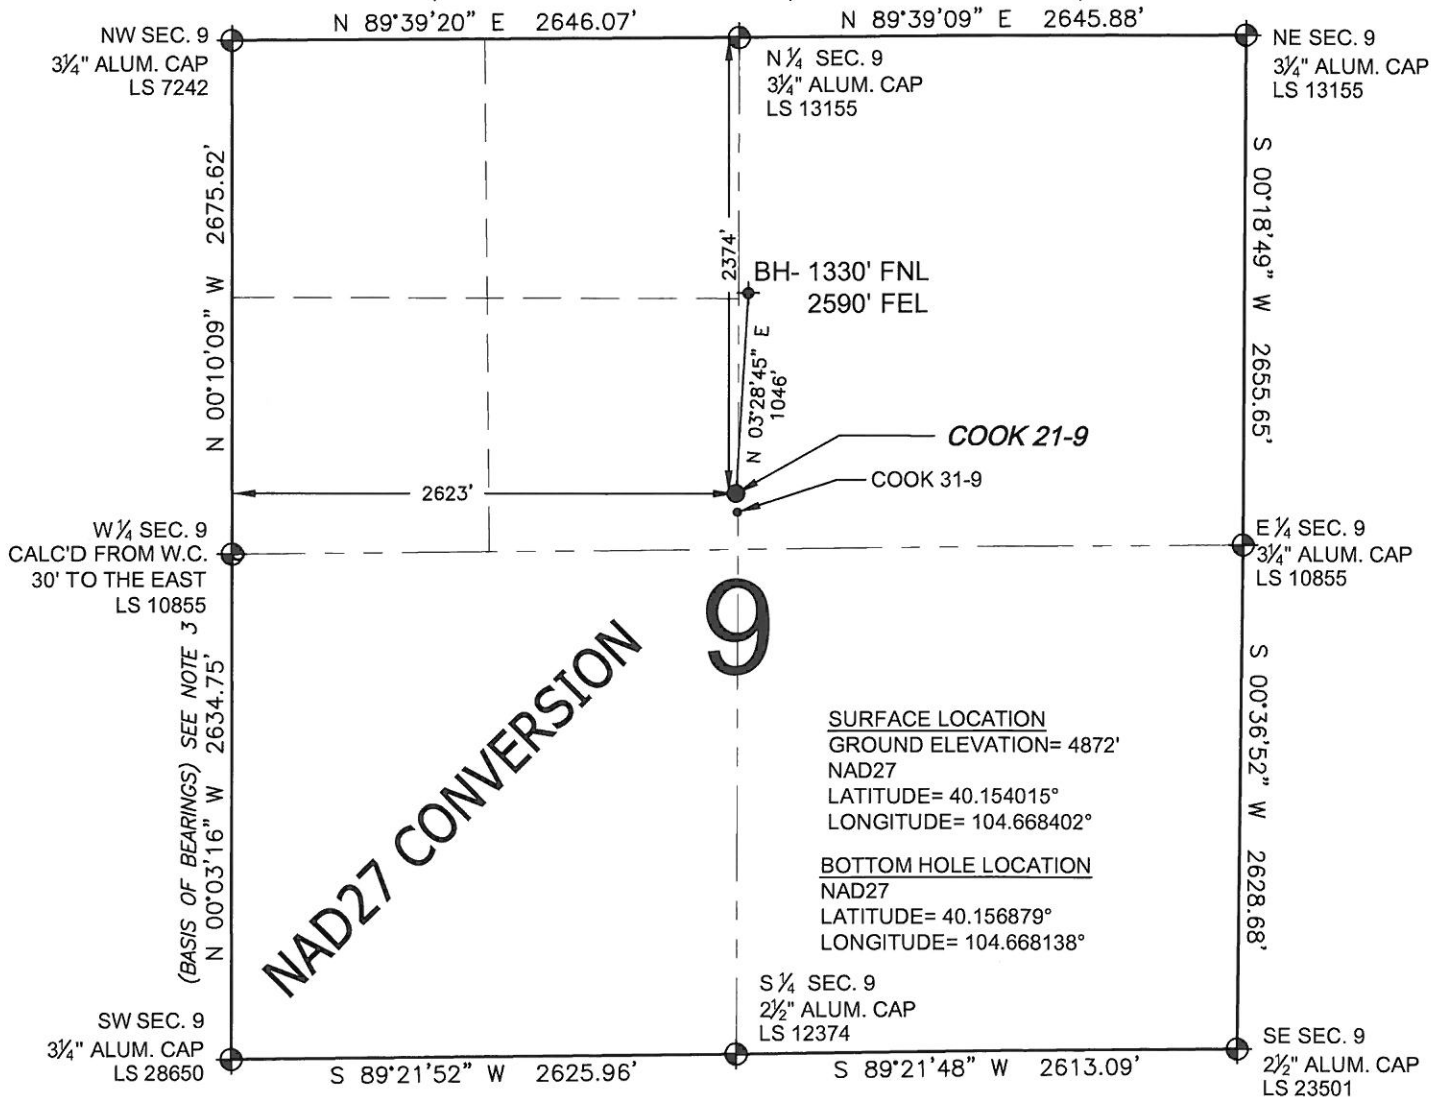 N 89°39'20" E 2646.07'
N 89°39'09" E 2645.88'
NW SEC. 9
3¼" ALUM. CAP
LS 7242
N ¼ SEC. 9
3¼" ALUM. CAP
LS 13155
NE SEC. 9
3¼" ALUM. CAP
LS 13155
N 00°10'09" W 2675.62'
S 00°18'49" W 2655.65'
2374'
BH- 1330' FNL
2590' FEL
N 03°28'45" E
1046'
COOK 21-9
COOK 31-9
2623'
W ¼ SEC. 9
CALC'D FROM W.C.
30' TO THE EAST
LS 10855
E ¼ SEC. 9
3¼" ALUM. CAP
LS 10855
9
(BASIS OF BEARINGS) SEE NOTE 3
N 00°03'16" W 2634.75'
NAD27 CONVERSION
S 00°36'52" W 2628.68'
SURFACE LOCATION
GROUND ELEVATION= 4872'
NAD27
LATITUDE= 40.154015°
LONGITUDE= 104.668402°
BOTTOM HOLE LOCATION
NAD27
LATITUDE= 40.156879°
LONGITUDE= 104.668138°
SW SEC. 9
3¼" ALUM. CAP
LS 28650
S ¼ SEC. 9
2½" ALUM. CAP
LS 12374
SE SEC. 9
2½" ALUM. CAP
LS 23501
S 89°21'52" W 2625.96'
S 89°21'48" W 2613.09'